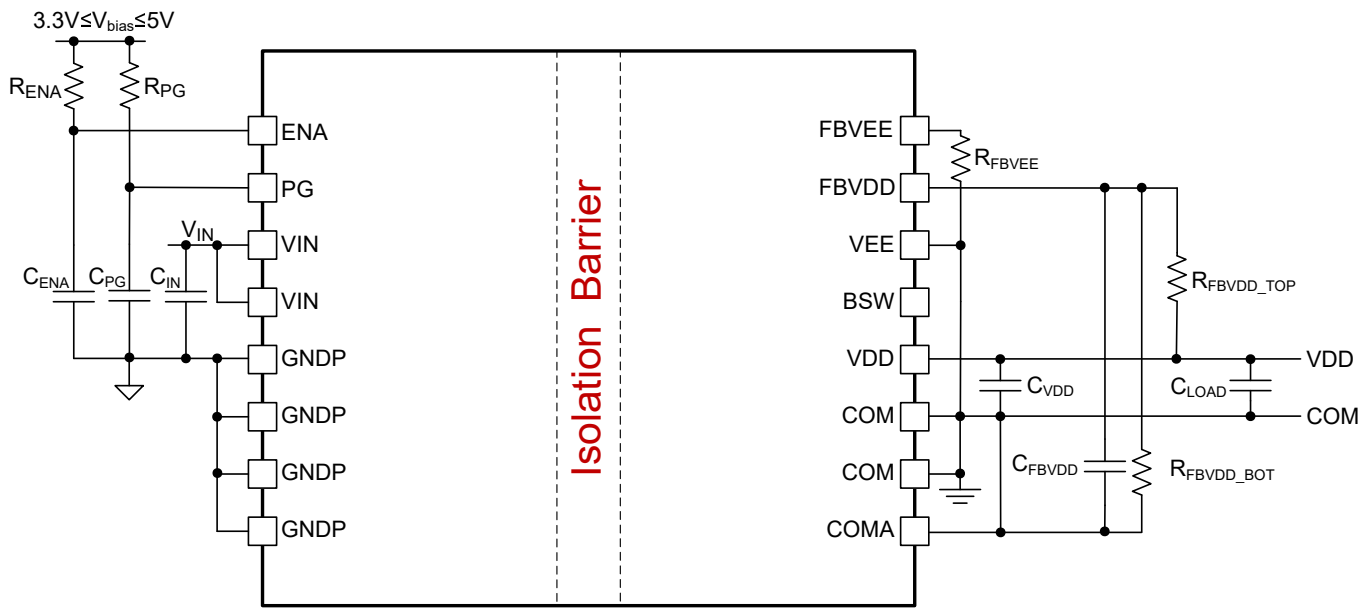 3.3V≤Vbias≤5V
RENA
RPG
ENA
FBVEE
RFBVEE
PG
FBVDD
VIN
VIN
VEE
CENA
CPG
CIN
VIN
BSW
RFBVDD_TOP
GNDP
VDD
VDD
CVDD
CLOAD
GNDP
COM
COM
GNDP
COM
CFBVDD
RFBVDD_BOT
GNDP
COMA
Isolation Barrier